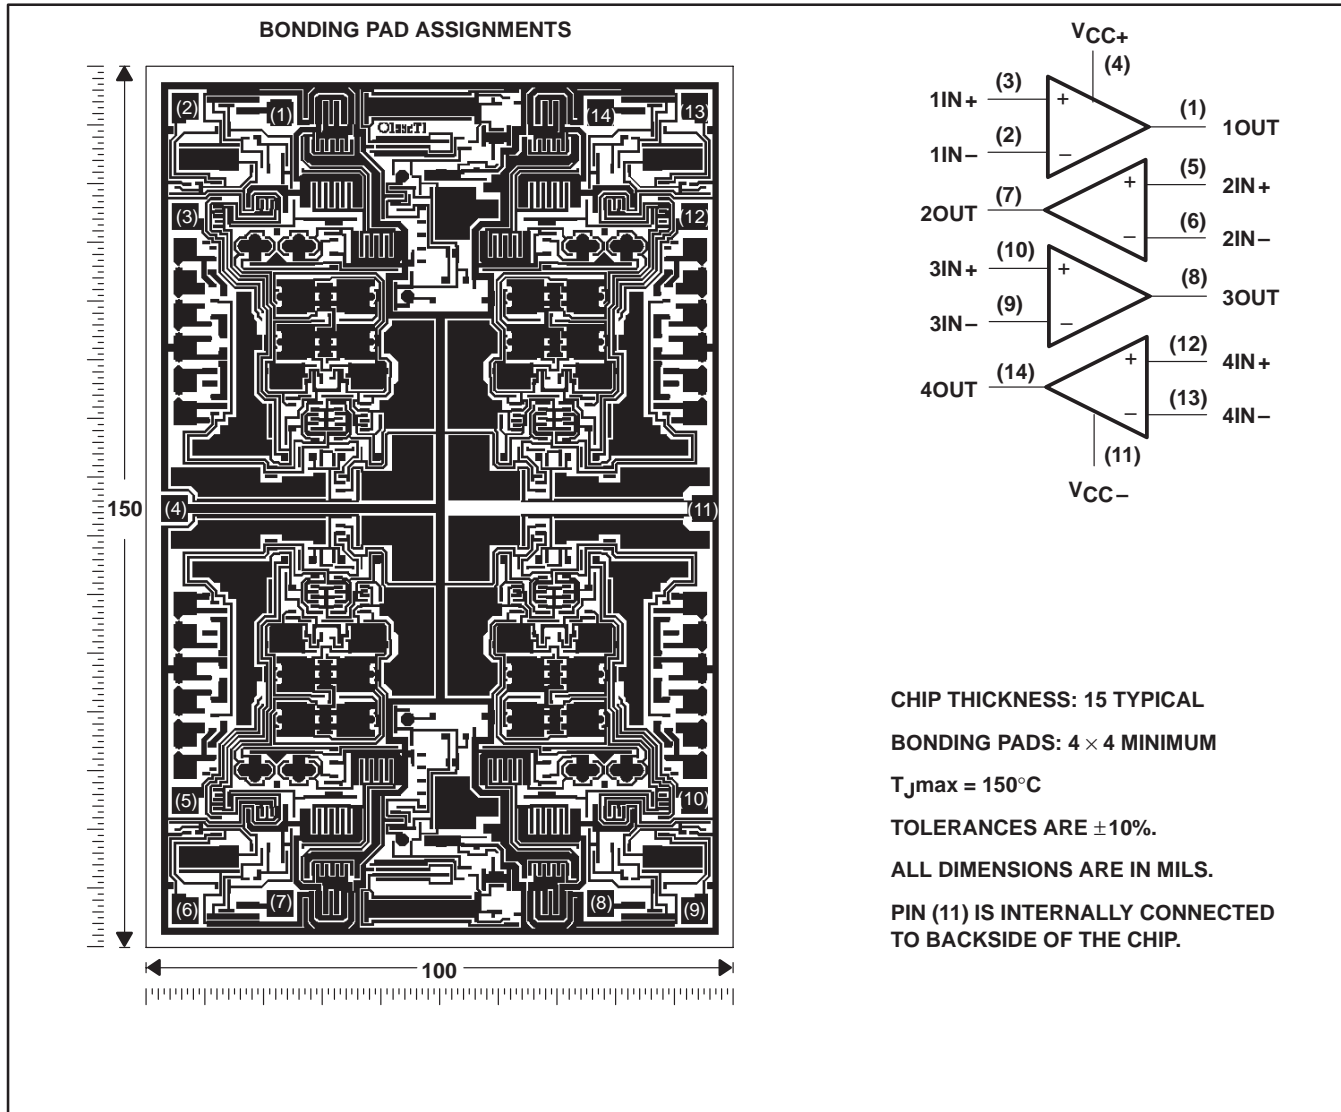 BONDING PAD ASSIGNMENTS
(2)
(1)
(14)
(13)
(3)
(12)
(4)
(11)
150
(5)
(10)
(6)
(7)
(8)
(9)
100
VCC+
(4)
1IN+
(3)
+
1IN−
(2)
−
(1)
1OUT
(5)
2IN+
+
2OUT
(7)
(6)
2IN−
−
3IN+
(10)
+
3IN−
(9)
−
(8)
3OUT
(12)
4IN+
+
4OUT
(14)
(13)
4IN−
−
(11)
VCC−
CHIP THICKNESS: 15 TYPICAL
BONDING PADS: 4 × 4 MINIMUM
TJmax = 150°C
TOLERANCES ARE ±10%.
ALL DIMENSIONS ARE IN MILS.
PIN (11) IS INTERNALLY CONNECTED
TO BACKSIDE OF THE CHIP.